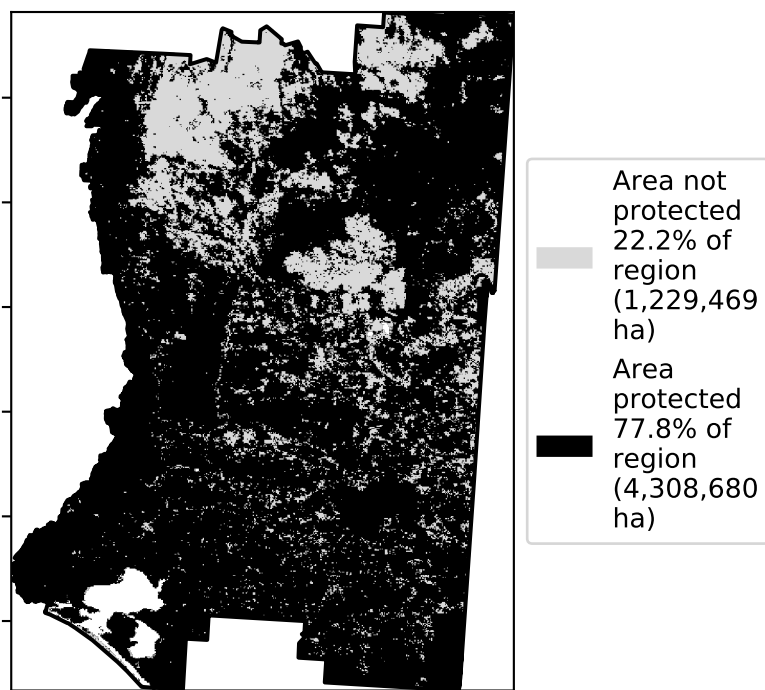 Area not
protected
22.2% of
region
(1,229,469
ha)
Area
protected
77.8% of
region
(4,308,680
ha)